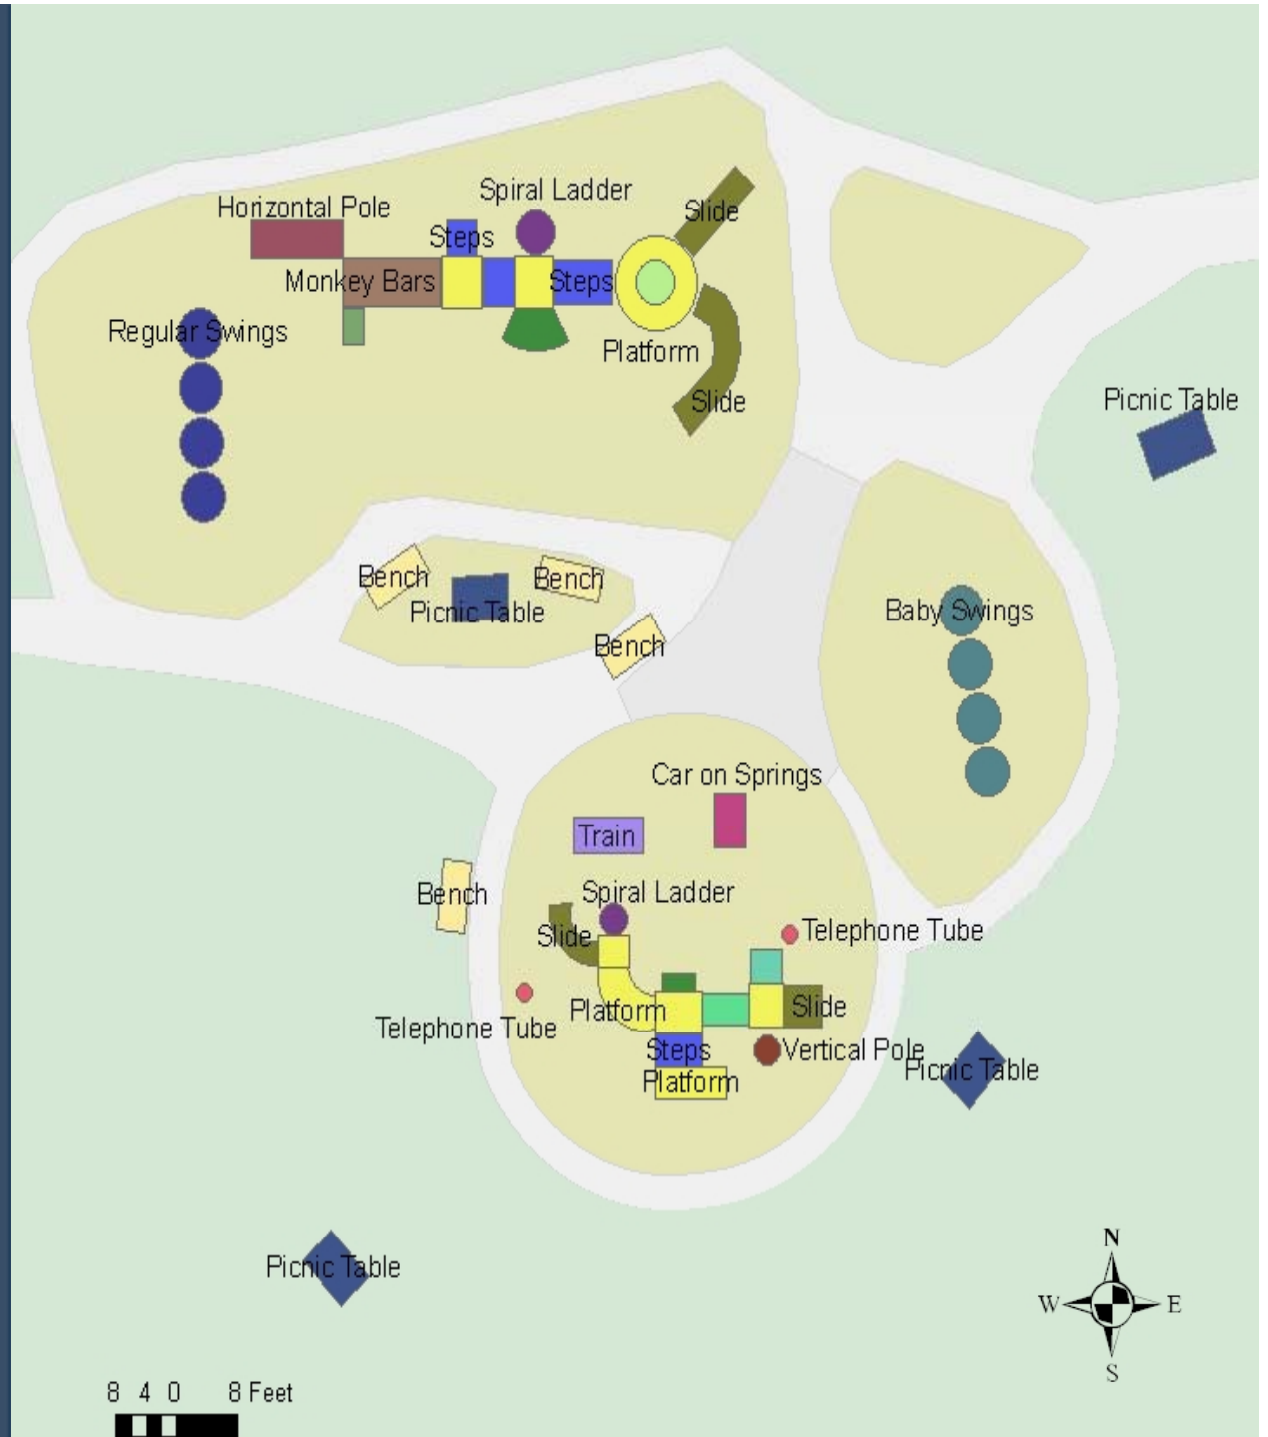 Spiral Ladder
Horizontal Pole
Slide
Steps
Monkey Bars
Steps
Regular Swings
Platform
Slide
Picnic Table
Bench
Bench
Picnic Table
Baby Swings
Bench
Car on Springs
Train
Spiral Ladder
Bench
Slide
Telephone Tube
Platform
Slide
Telephone Tube
Steps
Vertical Pole
Picnic Table
Platform
N
Picnic Table
W
E
S
8 4 0 8 Feet